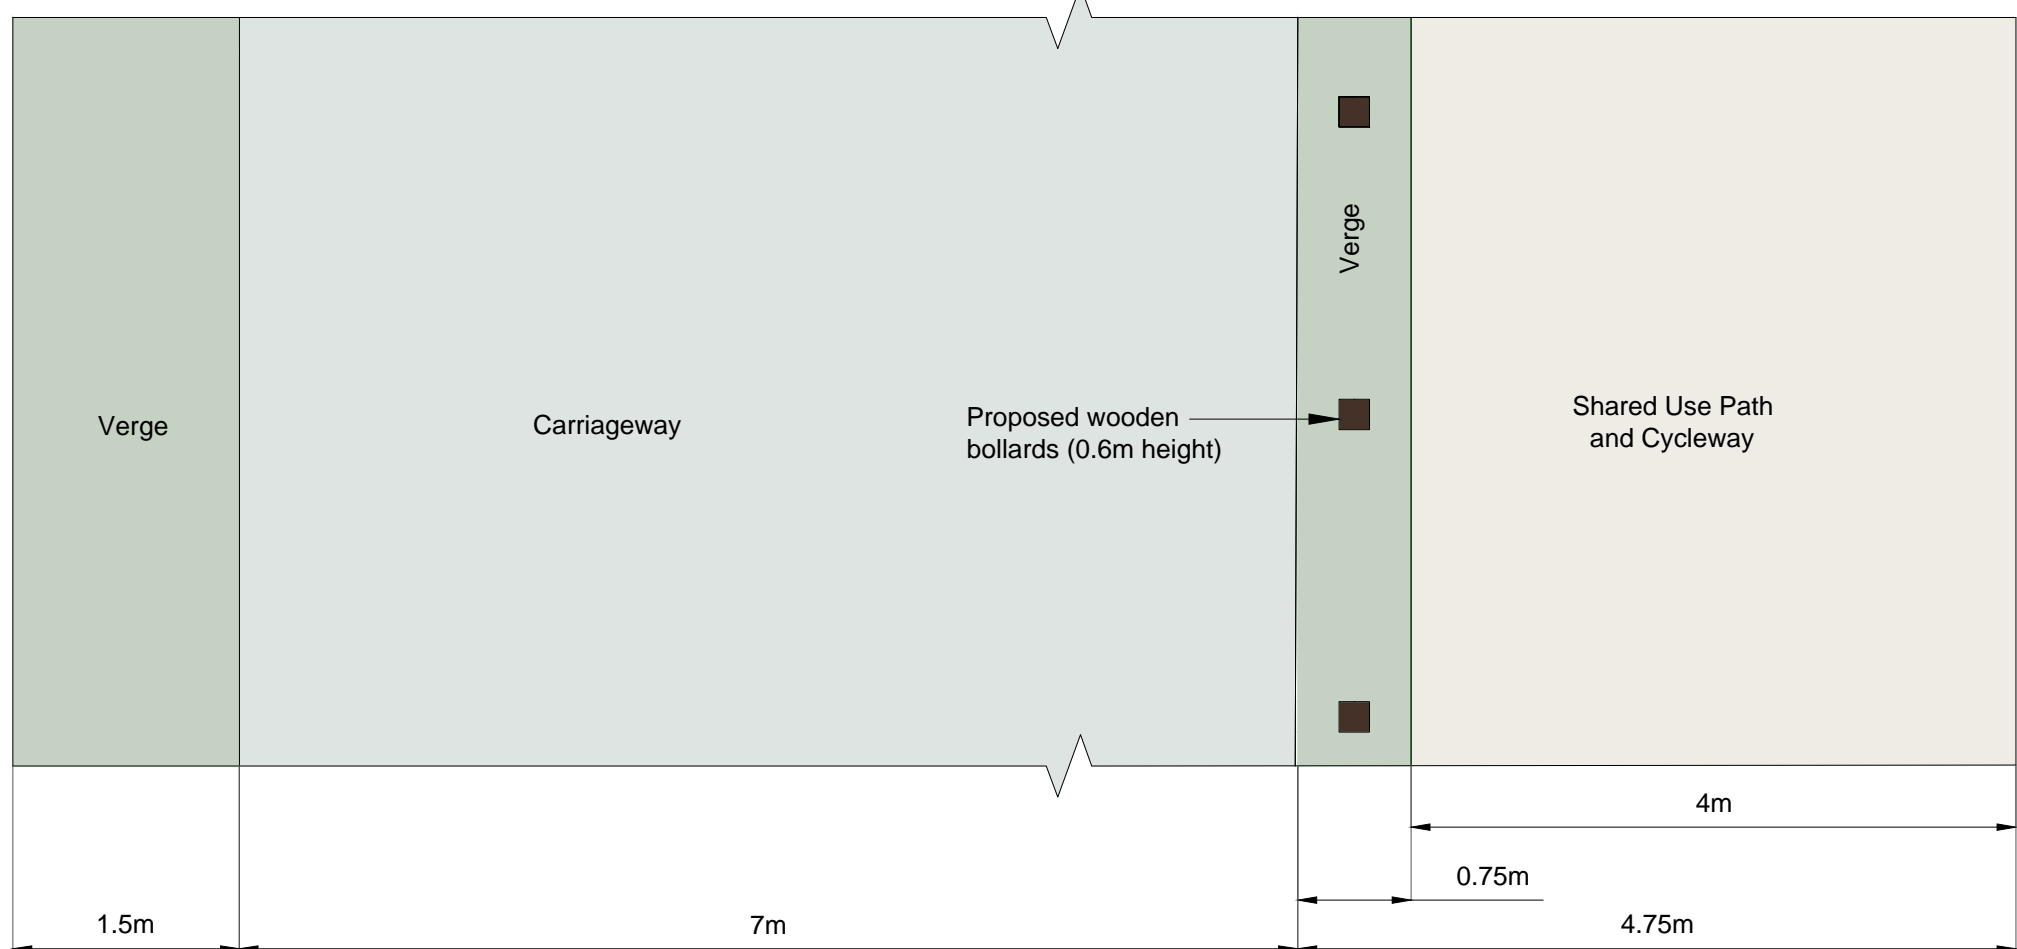 Verge
Verge
Carriageway
Proposed wooden
bollards (0.6m height)
Shared Use Path
and Cycleway
4m
0.75m
1.5m
7m
4.75m